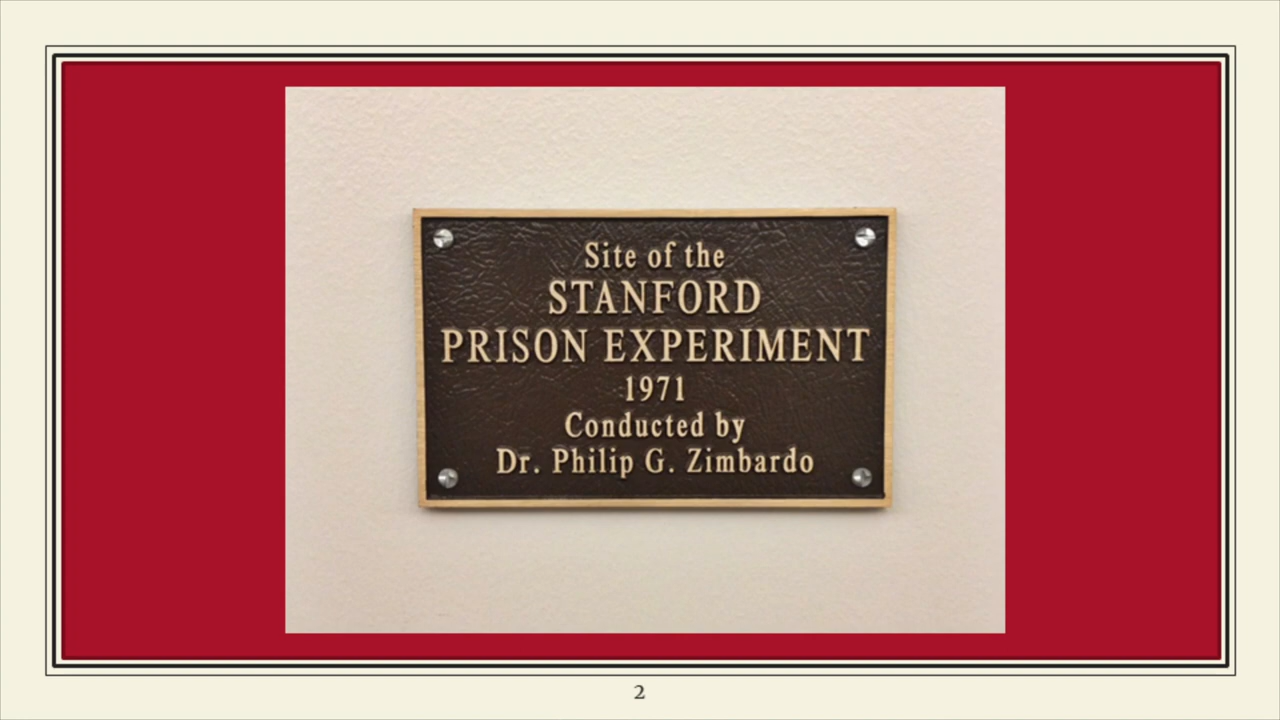 Site of the
STANFORD
PRISON EXPERIMENT
1971
Conducted by
Dr. Philip G. Zimbardo
2